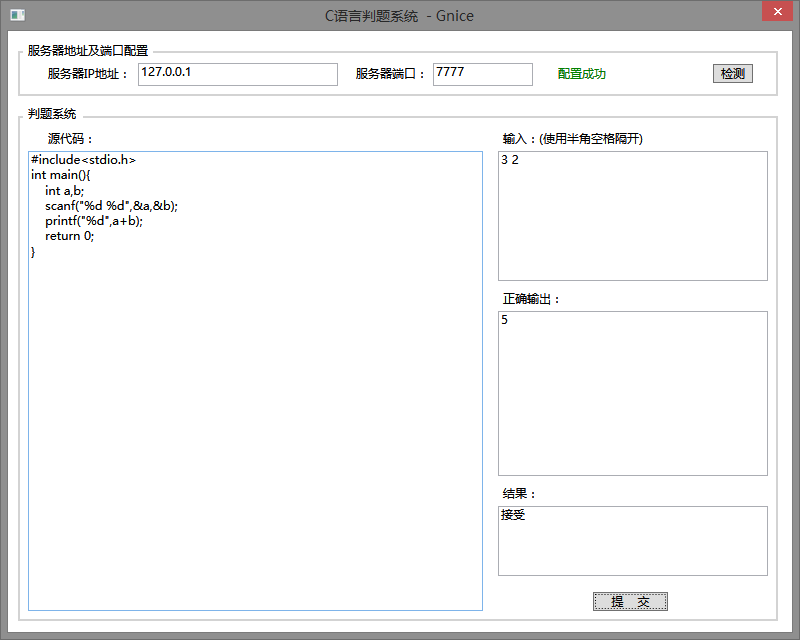 C语言判题系统 - Gnice
服务器地址及端口配置
服务器IP地址： 127.0.0.1 服务器端口： 7777 配置成功 检测
判题系统
源代码：
#include<stdio.h>
int main(){
int a,b;
scanf("%d %d",&a,&b);
printf("%d",a+b);
return 0;
}
输入：(使用半角空格隔开)
3 2
正确输出：
5
结果：
接受
提 交